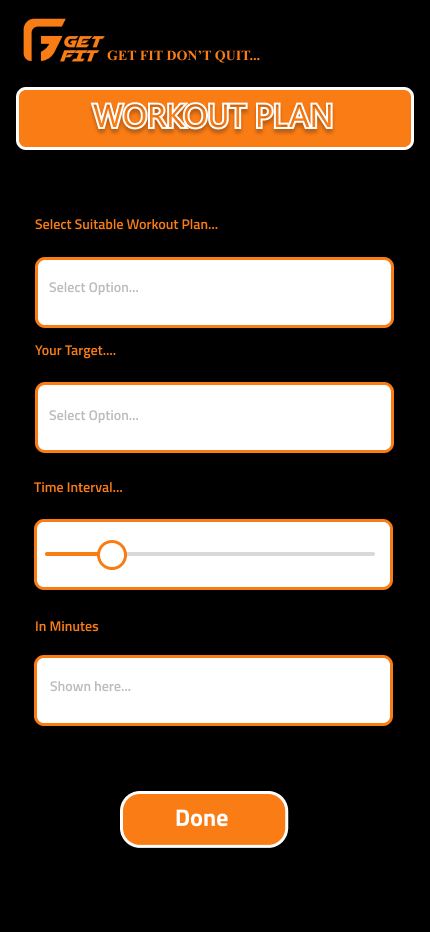 GET
FIT GET FIT DON'T QUIT...
WORKOUT PLAN
Select Suitable Workout Plan...
Select Option...
Your Target....
Select Option...
Time Interval...
In Minutes
Shown here...
Done